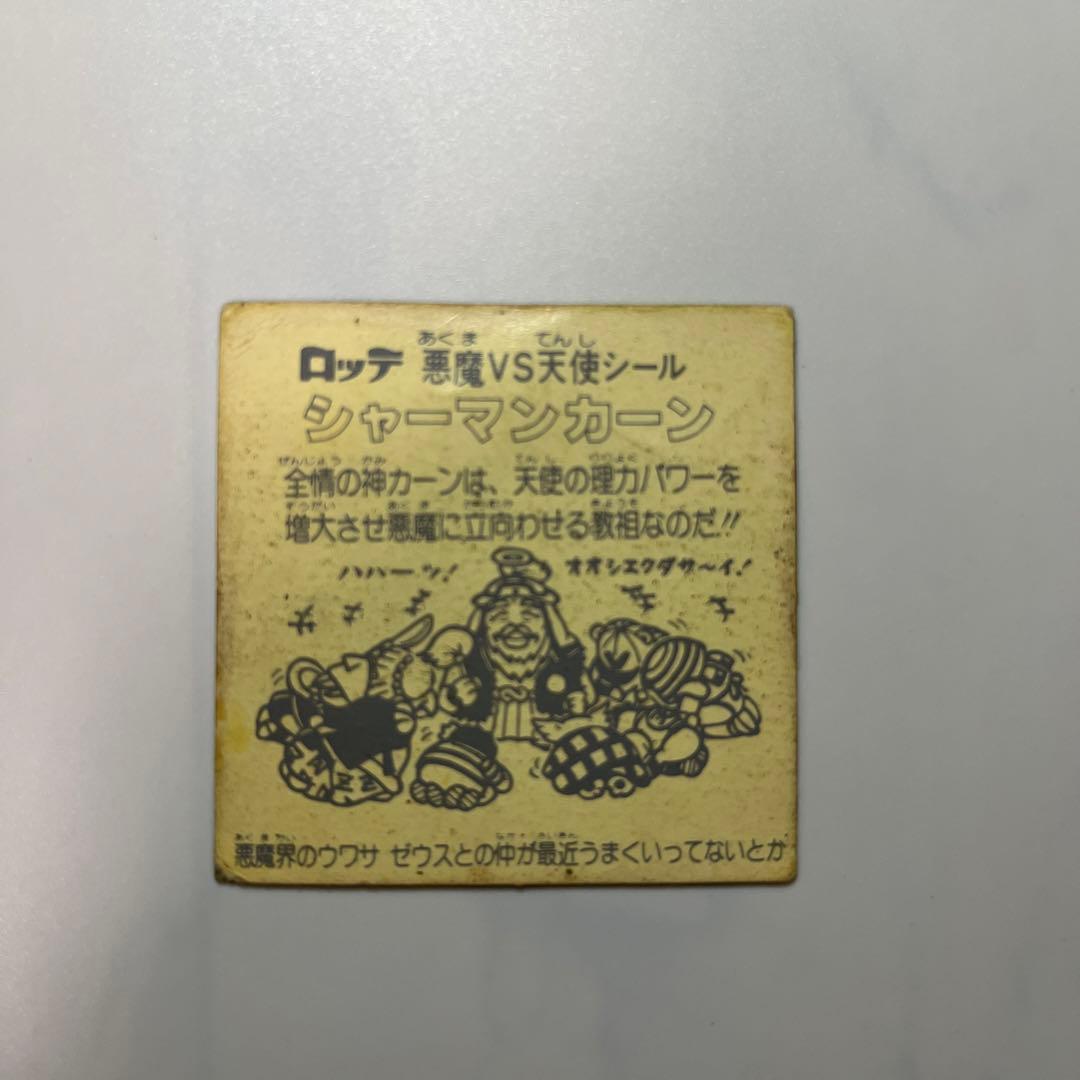 ロッテ 悪魔VS天使シール
シャーマンカーン
全情の神カーンは、天使の理力パワーを
増大させ悪魔に立向わせる教祖なのだ!!
ハハーッ! オオシエクダサ〜イ!
悪魔界のウワサ ゼウスとの仲が最近うまくいってないとか